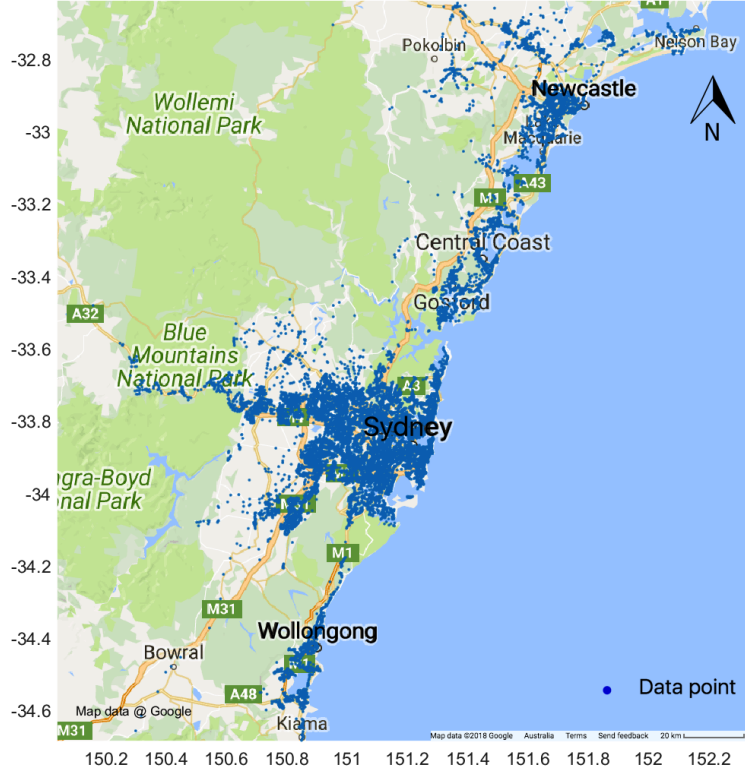 A1
-32.8
Pokolbin
Nelson Bay
Wollemi
National Park
Newcastle
N
-33
Macquarie
-33.2
M1
A43
Central Coast
-33.4
Gosford
A32
-33.6
Blue
Mountains
National Park
A3
-33.8
Sydney
ngra-Boyd
onal Park
-34
-34.2
M1
M31
-34.4
Wollongong
Bowral
A48
Data point
-34.6
Map data @ Google
Kiama
M31
Map data ©2018 Google Australia Terms Send feedback 20 km
150.2 150.4 150.6 150.8 151 151.2 151.4 151.6 151.8 152 152.2